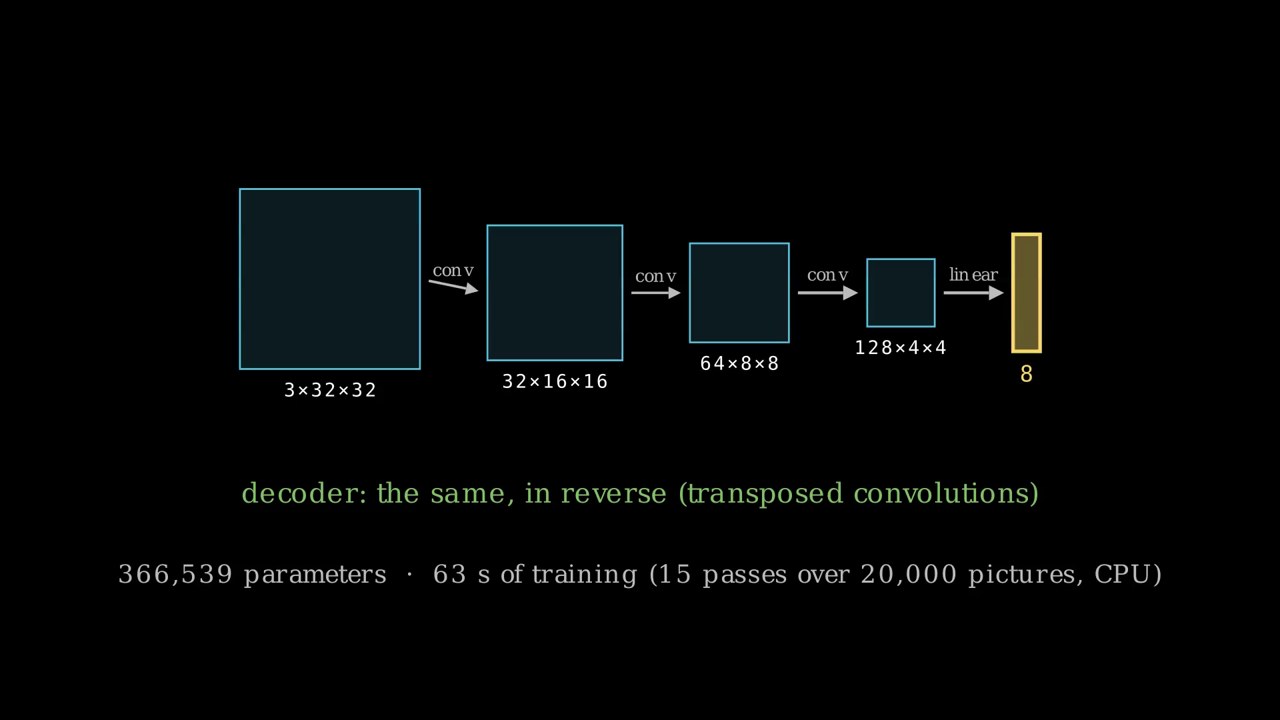 conv
conv
conv
linear
3×32×32
32×16×16
64×8×8
128×4×4
8
decoder: the same, in reverse (transposed convolutions)
366,539 parameters · 63 s of training (15 passes over 20,000 pictures, CPU)